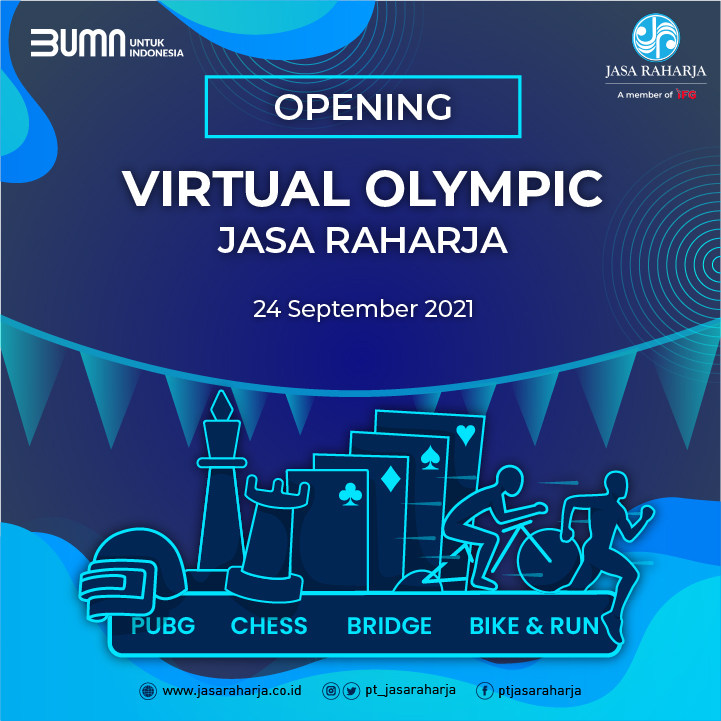 BUMN UNTUK INDONESIA
JASA RAHARJA
A member of IFG
OPENING
VIRTUAL OLYMPIC
JASA RAHARJA
24 September 2021
PUBG CHESS BRIDGE BIKE & RUN
www.jasaraharja.co.id pt_jasaraharja ptjasaraharja